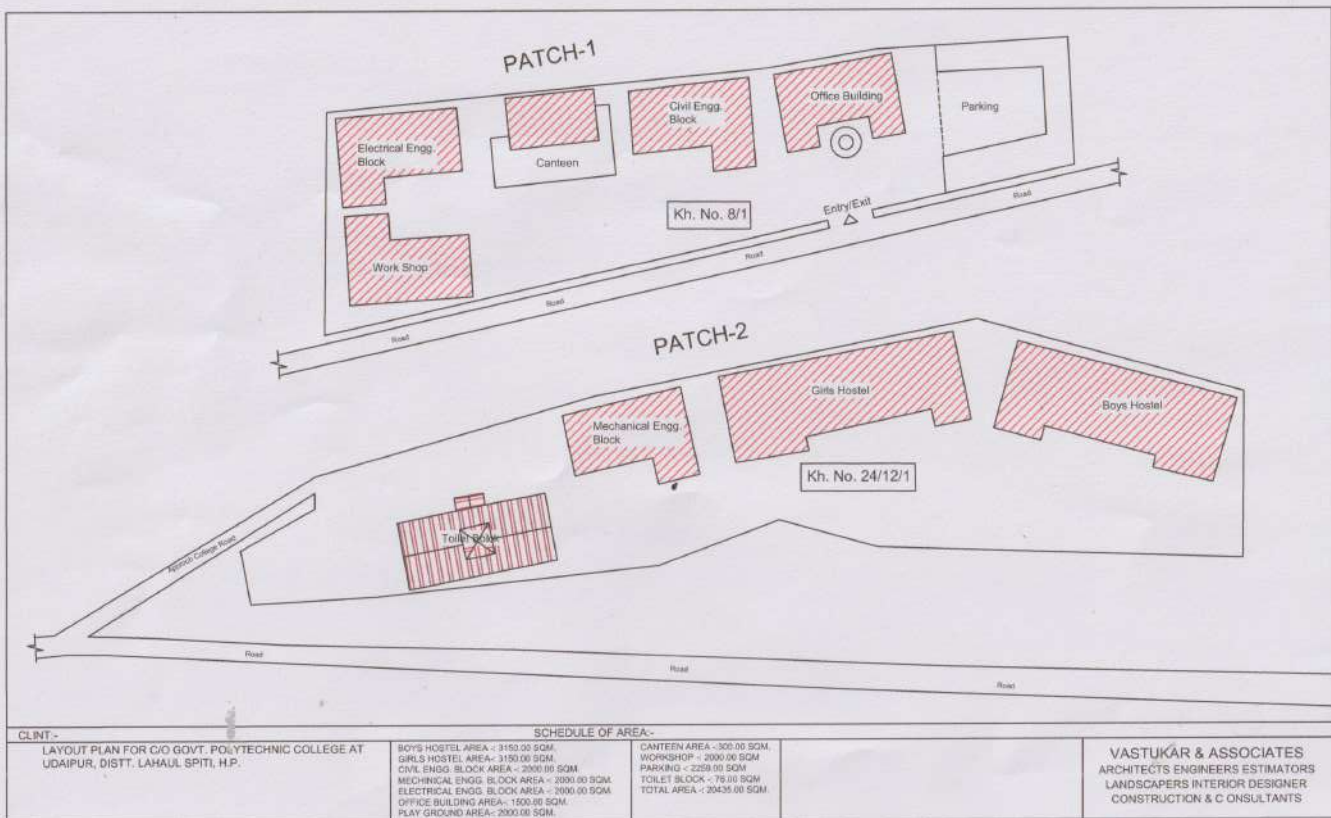 PATCH-1
Electrical Engg.
Block
Canteen
Civil Engg.
Block
Office Building
Parking
Work Shop
Kh. No. 8/1
Entry/Exit
Road
Road
Road
Road
PATCH-2
Mechanical Engg.
Block
Girls Hostel
Boys Hostel
Kh. No. 24/12/1
Toilet
Approch College Road
Road
Road
Road
CLINT:-
LAYOUT PLAN FOR C/O GOVT. POLYTECHNIC COLLEGE AT
UDAIPUR, DISTT. LAHAUL SPITI, H.P.
SCHEDULE OF AREA:-
BOYS HOSTEL AREA -: 3150.00 SQM.
GIRLS HOSTEL AREA-: 3150.00 SQM.
CIVIL ENGG. BLOCK AREA -: 2000.00 SQM.
MECHINICAL ENGG. BLOCK AREA -: 2000.00 SQM.
ELECTRICAL ENGG. BLOCK AREA -: 2000.00 SQM.
OFFICE BUILDING AREA-: 1500.00 SQM.
PLAY GROUND AREA-: 2000.00 SQM.
CANTEEN AREA -:300.00 SQM.
WORKSHOP -: 2000.00 SQM.
PARKING -: 2259.00 SQM
TOILET BLOCK -: 76.00 SQM
TOTAL AREA -: 20435.00 SQM.
VASTUKAR & ASSOCIATES
ARCHITECTS ENGINEERS ESTIMATORS
LANDSCAPERS INTERIOR DESIGNER
CONSTRUCTION & C ONSULTANTS